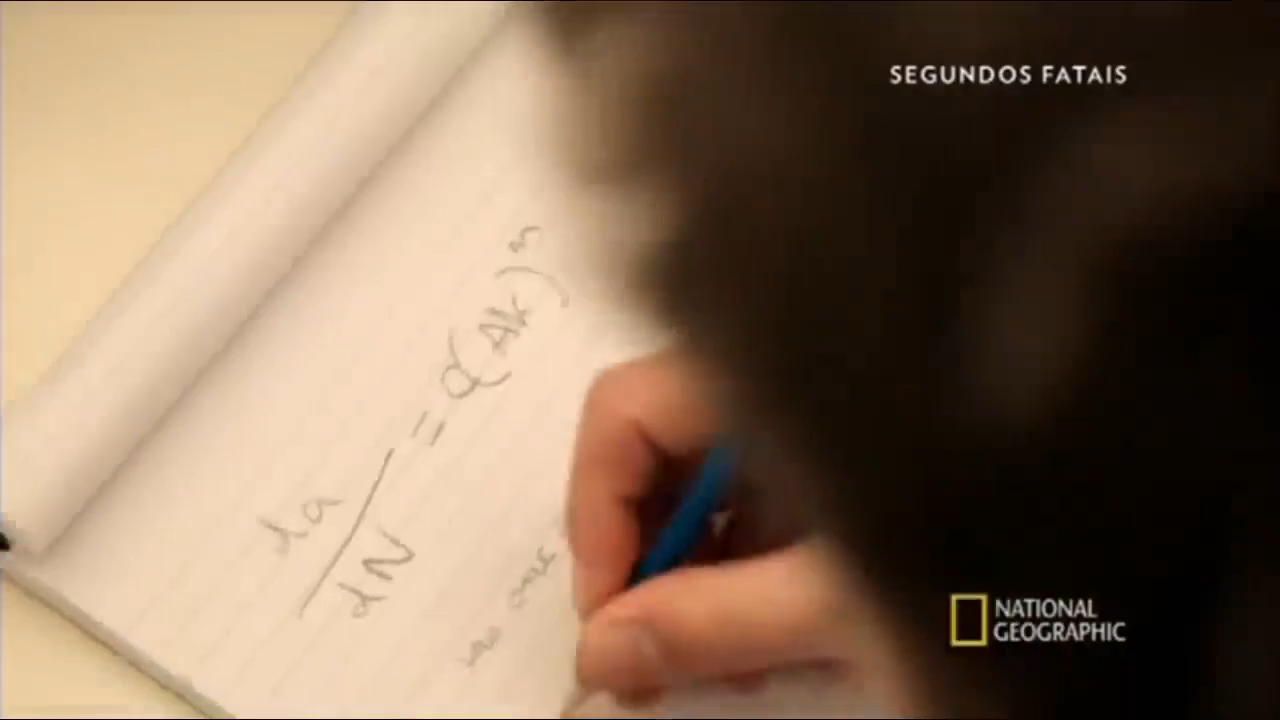 SEGUNDOS FATAIS
da/dN = α(Δk)^m
NATIONAL
GEOGRAPHIC